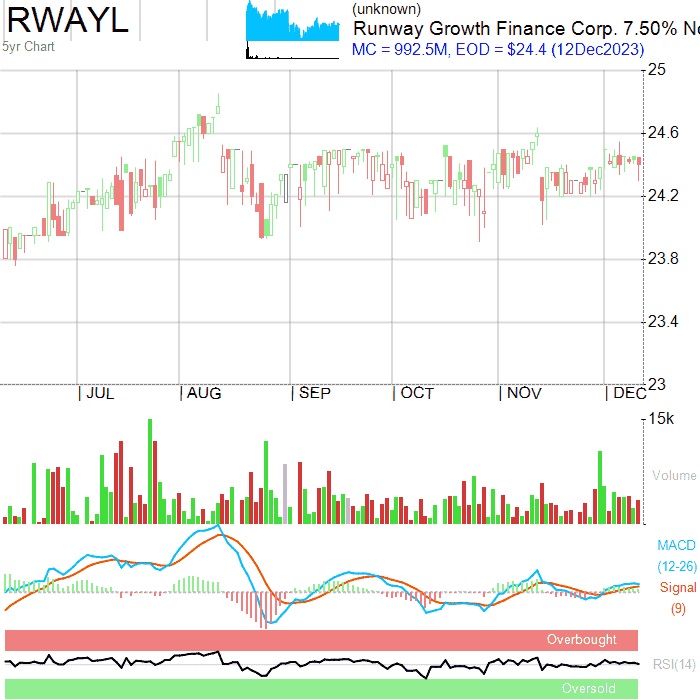 RWAYL
5yr Chart
(unknown)
Runway Growth Finance Corp. 7.50% No
MC = 992.5M, EOD = $24.4 (12Dec2023)
25
24.6
24.2
23.8
23.4
23
| JUL | AUG | SEP | OCT | NOV | DEC
15k
Volume
MACD
(12-26)
Signal
(9)
Overbought
RSI(14)
Oversold